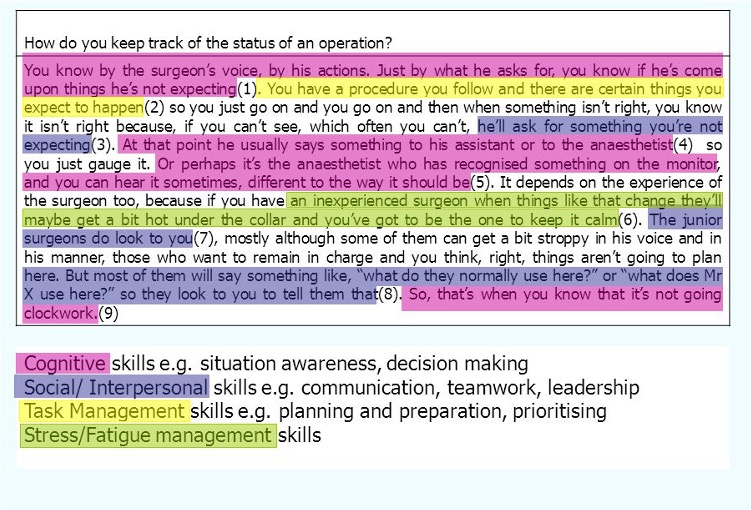 How do you keep track of the status of an operation?
You know by the surgeon's voice, by his actions. Just by what he asks for, you know if he's come
upon things he's not expecting(1). You have a procedure you follow and there are certain things you
expect to happen(2) so you just go on and you go on and then when something isn't right, you know
it isn't right because, if you can't see, which often you can't, he'll ask for something you're not
expecting(3). At that point he usually says something to his assistant or to the anaesthetist(4) so
you just gauge it. Or perhaps it's the anaesthetist who has recognised something on the monitor,
and you can hear it sometimes, different to the way it should be(5). It depends on the experience of
the surgeon too, because if you have an inexperienced surgeon when things like that change they'll
maybe get a bit hot under the collar and you've got to be the one to keep it calm(6). The junior
surgeons do look to you(7), mostly although some of them can get a bit stroppy in his voice and in
his manner, those who want to remain in charge and you think, right, things aren't going to plan
here. But most of them will say something like, "what do they normally use here?" or "what does Mr
X use here?" so they look to you to tell them that(8). So, that's when you know that it's not going
clockwork.(9)
Cognitive skills e.g. situation awareness, decision making
Social/ Interpersonal skills e.g. communication, teamwork, leadership
Task Management skills e.g. planning and preparation, prioritising
Stress/Fatigue management skills